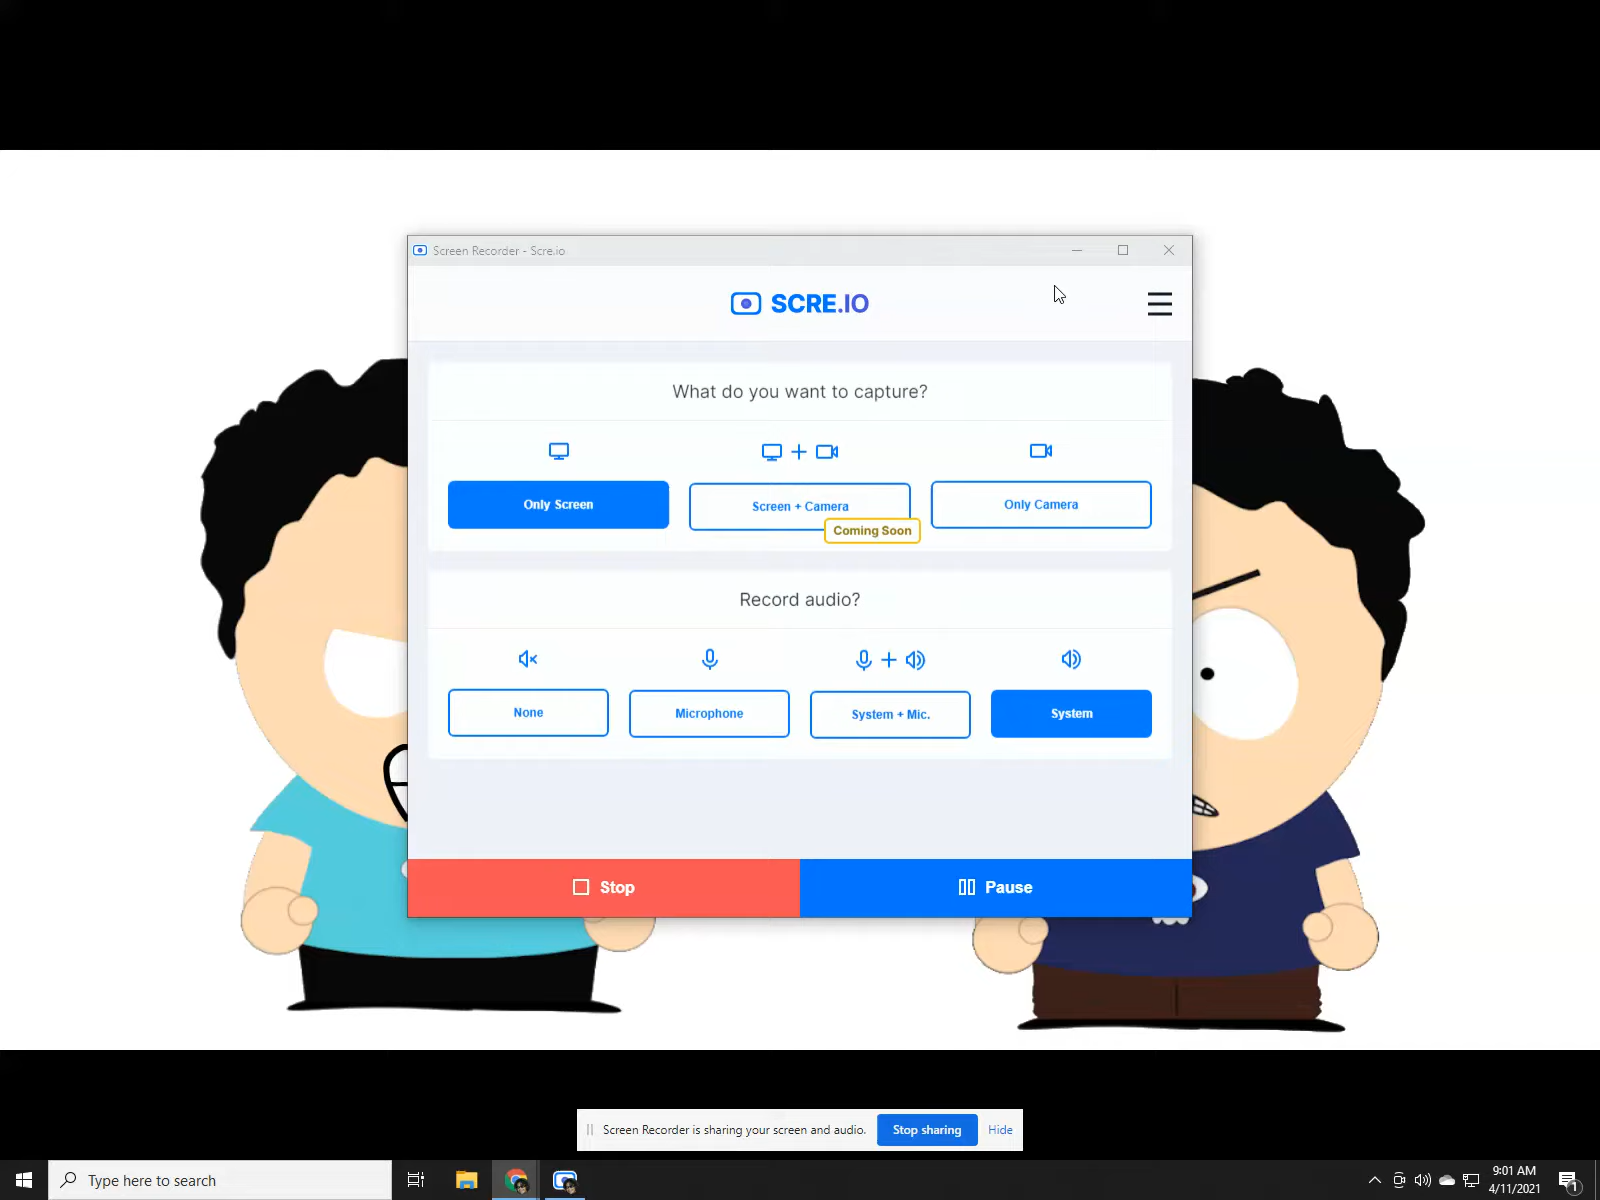 Screen Recorder - Scre.io
SCRE.IO
What do you want to capture?
Only Screen
Screen + Camera
Only Camera
Coming Soon
Record audio?
None
Microphone
System + Mic.
System
Stop
Pause
Screen Recorder is sharing your screen and audio.
Stop sharing
Hide
Type here to search
9:01 AM
4/11/2021
1